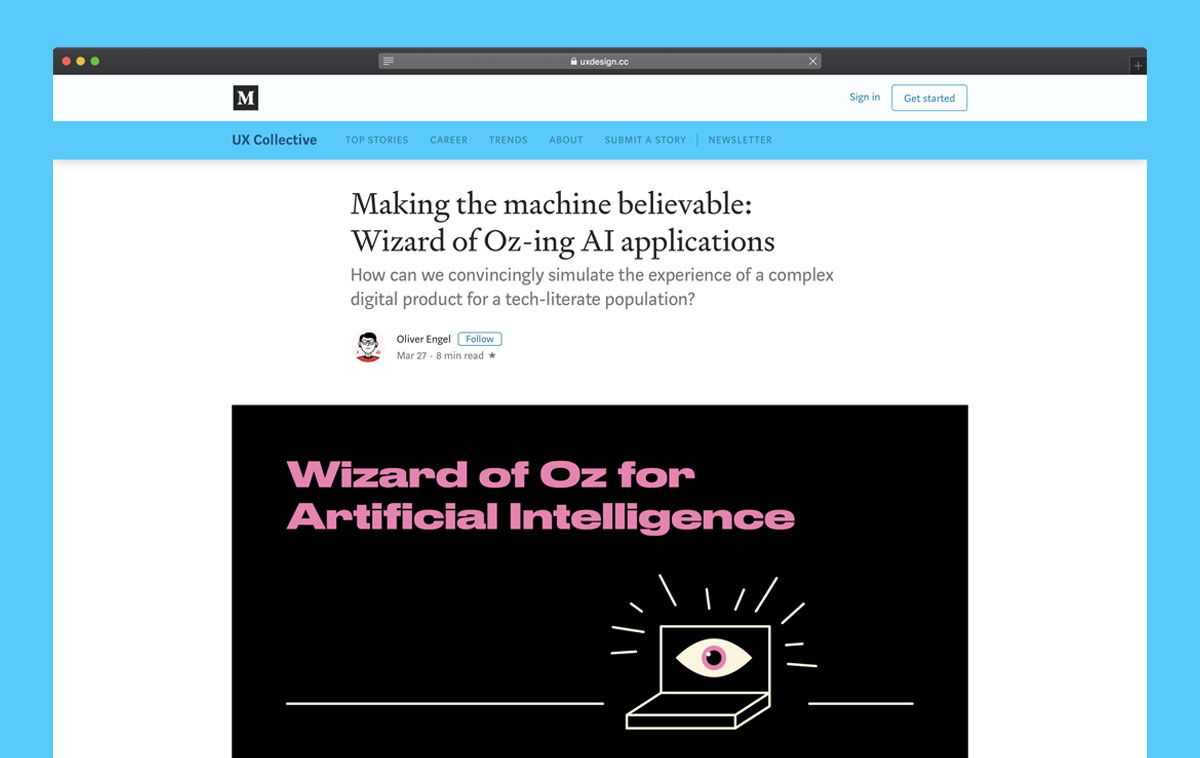 uxdesign.cc
M
Sign in
Get started
UX Collective
TOP STORIES
CAREER
TRENDS
ABOUT
SUBMIT A STORY
NEWSLETTER
Making the machine believable:
Wizard of Oz-ing AI applications
How can we convincingly simulate the experience of a complex
digital product for a tech-literate population?
Oliver Engel
Follow
Mar 27 · 8 min read ★
Wizard of Oz for
Artificial Intelligence